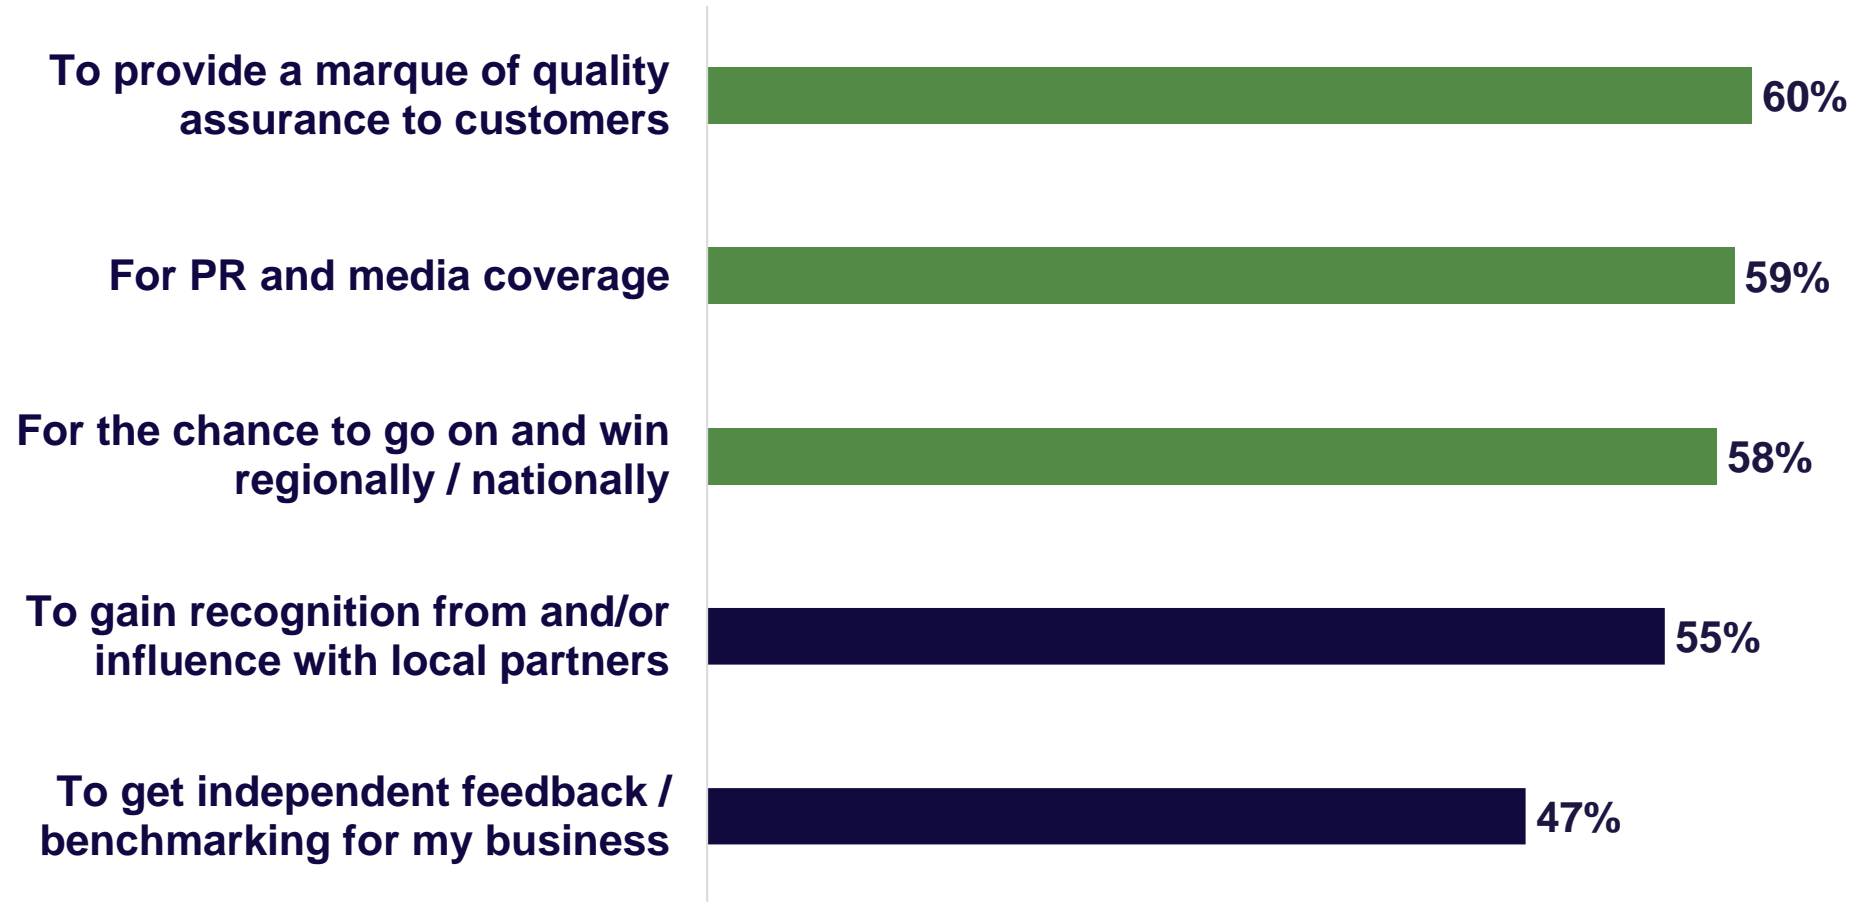 To provide a marque of quality
assurance to customers
60%
For PR and media coverage
59%
For the chance to go on and win
regionally / nationally
58%
To gain recognition from and/or
influence with local partners
55%
To get independent feedback /
benchmarking for my business
47%